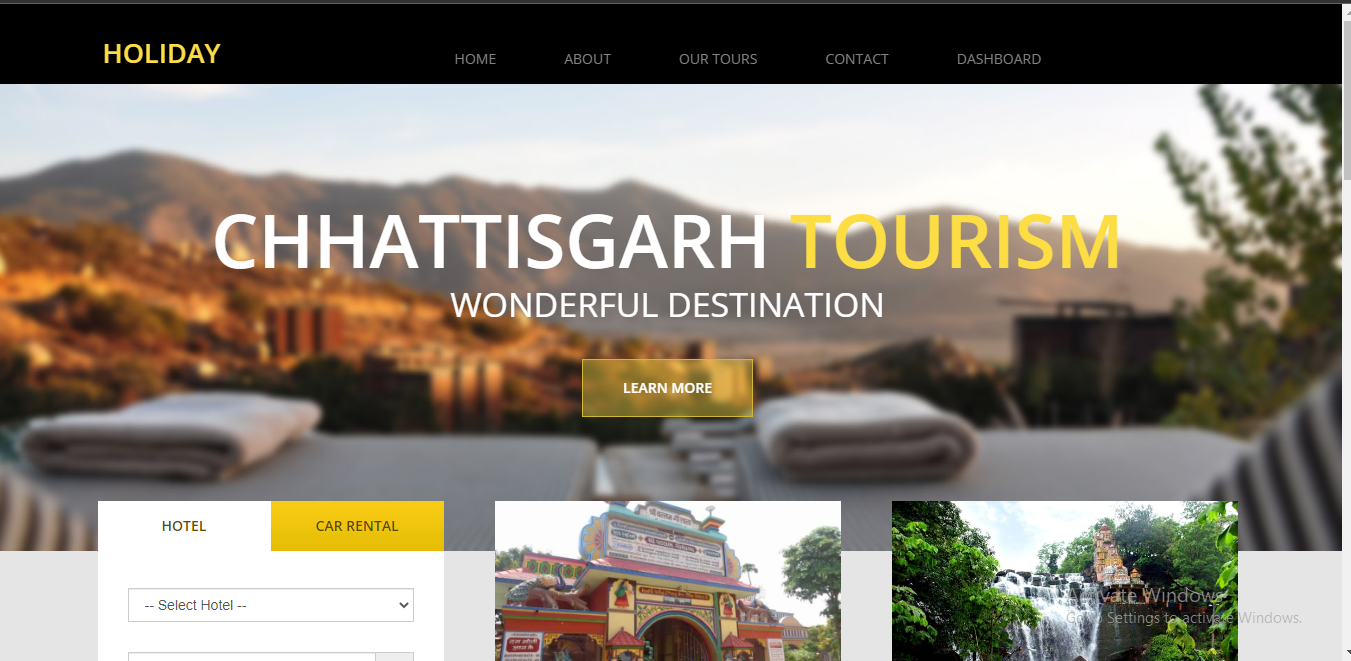 HOLIDAY
HOME ABOUT OUR TOURS CONTACT DASHBOARD
CHHATTISGARH TOURISM
WONDERFUL DESTINATION
LEARN MORE
HOTEL CAR RENTAL
-- Select Hotel --
Activate Windows
Go to Settings to activate Windows.